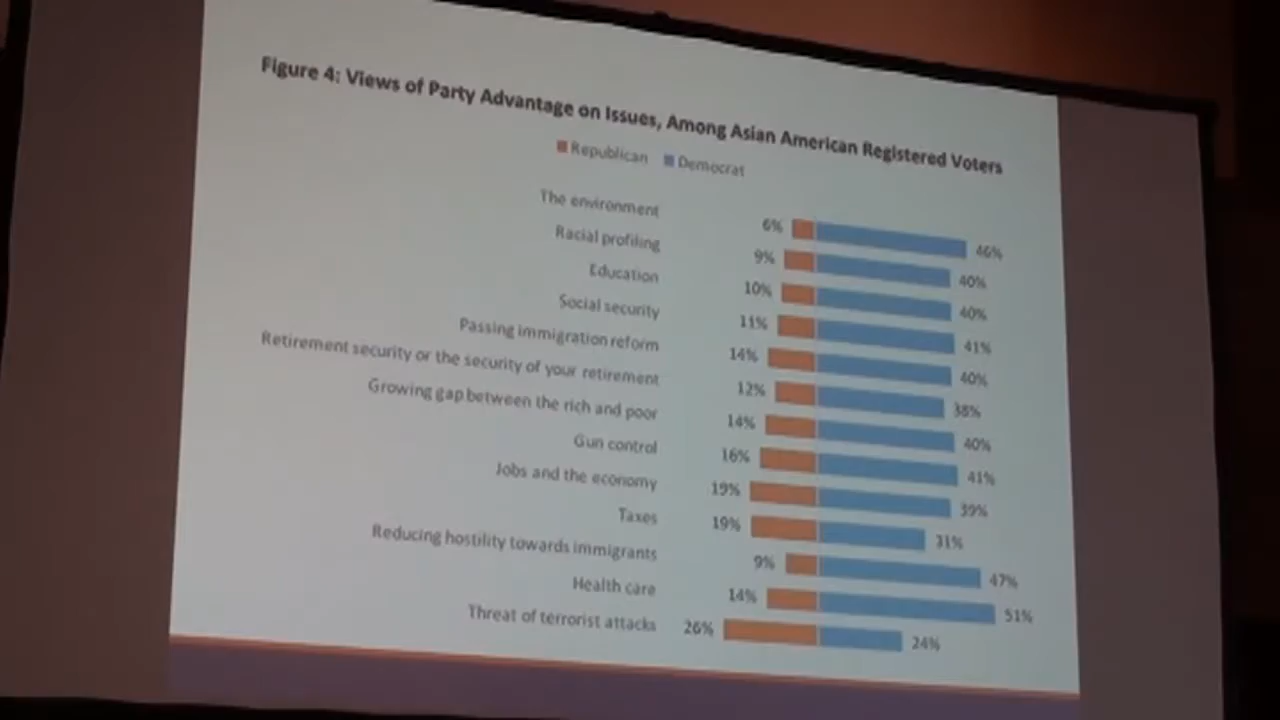 Figure 4: Views of Party Advantage on Issues, Among Asian American Registered Voters
Republican Democrat
The environment 6% 46%
Racial profiling 9% 40%
Education 10% 40%
Social security 11% 41%
Passing immigration reform 14% 40%
Retirement security or the security of your retirement 12% 38%
Growing gap between the rich and poor 14% 40%
Gun control 16% 41%
Jobs and the economy 19% 39%
Taxes 19% 31%
Reducing hostility towards immigrants 9% 47%
Health care 14% 51%
Threat of terrorist attacks 26% 24%